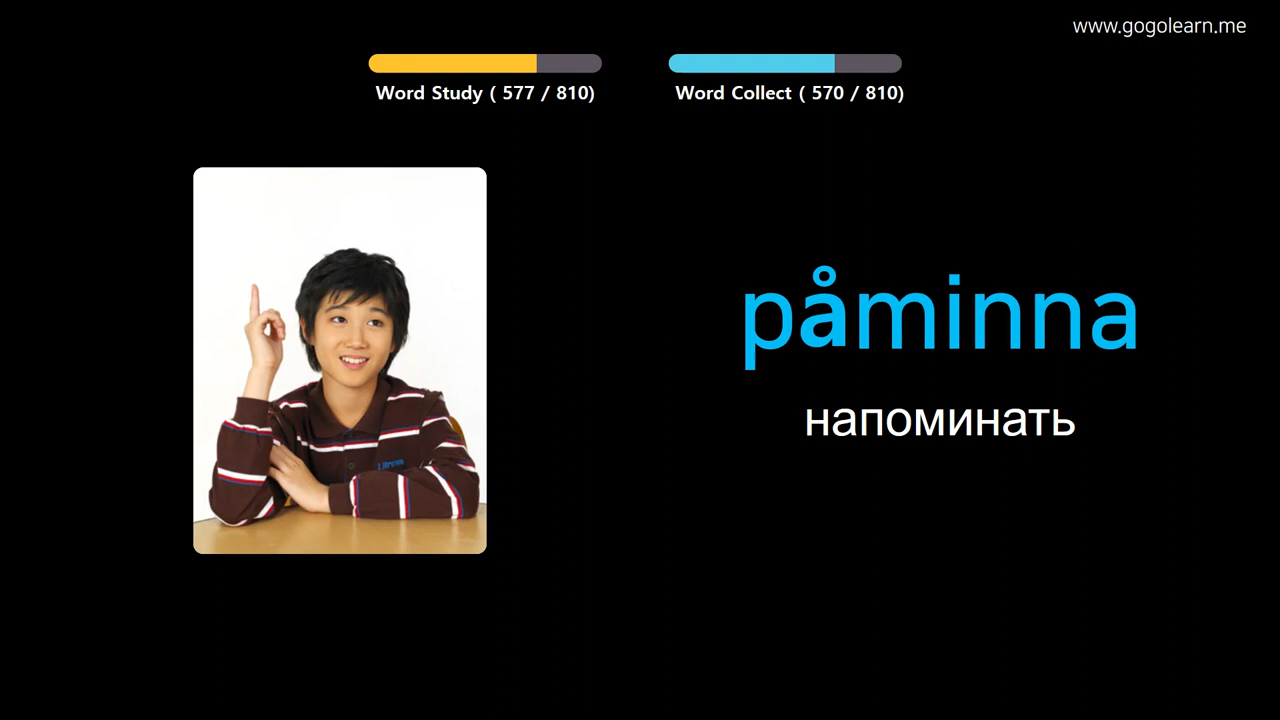 www.gogolearn.me
Word Study ( 577 / 810)
Word Collect ( 570 / 810)
påminna
напоминать